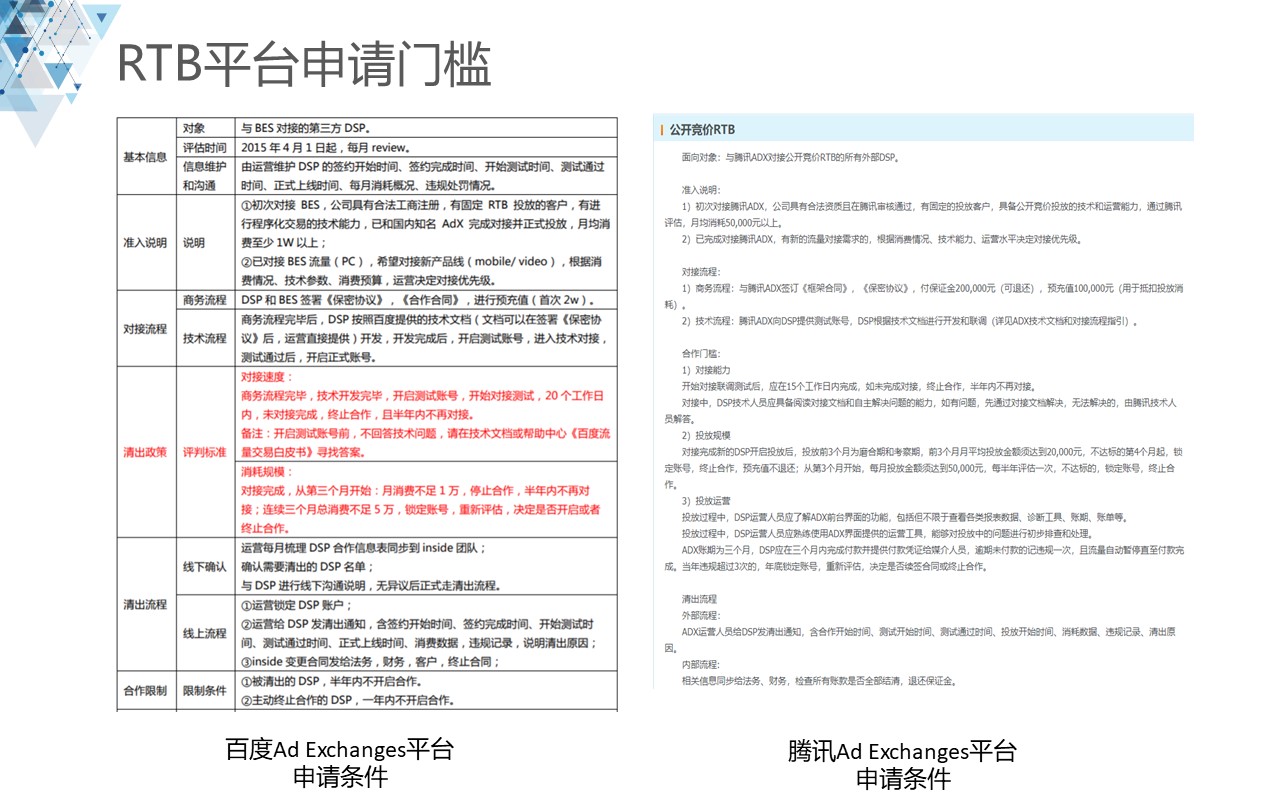 RTB平台申请门槛
基本信息
对象
与 BES 对接的第三方 DSP。
评估时间
2015 年 4 月 1 日起，每月 review。
信息维护
和沟通
由运营维护 DSP 的签约开始时间、签约完成时间、开始测试时间、测试通过
时间、正式上线时间、每月消耗概况、违规处罚情况。
准入说明
说明
①初次对接 BES，公司具有合法工商注册，有固定 RTB 投放的客户，有进
行程序化交易的技术能力，已和国内知名 AdX 完成对接并正式投放，月均消
费至少 1W 以上；
②已对接 BES 流量（PC），希望对接新产品线（mobile/ video），根据消
费情况、技术参数、消费预算，运营决定对接优先级。
对接流程
商务流程
DSP 和 BES 签署《保密协议》，《合作合同》，进行预充值（首次 2w）。
技术流程
商务流程完毕后，DSP 按照百度提供的技术文档（文档可以在签署《保密协
议》后，运营直接提供）开发，开发完成后，开启测试账号，进入技术对接，
测试通过后，开启正式账号。
清出政策
评判标准
对接速度：
商务流程完毕，技术开发完毕，开启测试账号，开始对接测试，20 个工作日
内，未对接完成，终止合作，且半年内不再对接。
备注：开启测试账号前，不回答技术问题，请在技术文档或帮助中心《百度流
量交易白皮书》寻找答案。
消耗规模：
对接完成，从第三个月开始：月消费不足 1 万，停止合作，半年内不再对
接；连续三个月总消费不足 5 万，锁定账号，重新评估，决定是否开启或者
终止合作。
清出流程
线下确认
运营每月梳理 DSP 合作信息表同步到 inside 团队；
确认需要清出的 DSP 名单；
与 DSP 进行线下沟通说明，无异议后正式走清出流程。
线上流程
①运营锁定 DSP 账户；
②运营给 DSP 发清出通知，含签约开始时间、签约完成时间、开始测试时
间、测试通过时间、正式上线时间、消费数据，违规记录，说明清出原因；
③inside 变更合同发给法务，财务，客户，终止合同；
合作限制
限制条件
①被清出的 DSP，半年内不开启合作。
②主动终止合作的 DSP，一年内不开启合作。
百度Ad Exchanges平台
申请条件
公开竞价RTB
面向对象：与腾讯ADX对接公开竞价RTB的所有外部DSP。
准入说明：
1）初次对接腾讯ADX，公司具有合法资质且在腾讯审核通过，有固定的投放客户，具备公开竞价投放的技术和运营能力，通过腾讯
评估，月均消耗50,000元以上。
2）已完成对接腾讯ADX，有新的流量对接需求的，根据消费情况、技术能力、运营水平决定对接优先级。
对接流程：
1）商务流程：与腾讯ADX签订《框架合同》，《保密协议》，付保证金200,000元（可退还），预充值100,000元（用于抵扣投放消
耗）。
2）技术流程：腾讯ADX向DSP提供测试账号，DSP根据技术文档进行开发和联调（详见ADX技术文档和对接流程指引）。
合作门槛：
1）对接能力
开始对接联调测试后，应在15个工作日内完成，如未完成对接，终止合作，半年内不再对接。
对接中，DSP技术人员应具备阅读对接文档和自主解决问题的能力，如有问题，先通过对接文档解决，无法解决的，由腾讯技术人
员解答。
2）投放规模
对接完成新的DSP开启投放后，投放前3个月为磨合期和考察期，前3个月月平均投放金额须达到20,000元，不达标的第4个月起，锁
定账号，终止合作，预充值不退还；从第3个月开始，每月投放金额须达到50,000元，每半年评估一次，不达标的，锁定账号，终止合
作。
3）投放运营
投放过程中，DSP运营人员应了解ADX前台界面的功能，包括但不限于查看各类报表数据、诊断工具、账期、账单等。
投放过程中，DSP运营人员应熟练使用ADX界面提供的运营工具，能够对投放中的问题进行初步排查和处理。
ADX账期为三个月，DSP应在三个月内完成付款并提供付款凭证给媒介人员，逾期未付款的记违规一次，且流量自动暂停直至付款完
成。当年违规超过3次的，年底锁定账号，重新评估，决定是否续签合同或终止合作。
清出流程
外部流程：
ADX运营人员给DSP发清出通知，含合作开始时间、测试开始时间、测试通过时间、投放开始时间、消耗数据、违规记录、清出原
因。
内部流程：
相关信息同步给法务、财务，检查所有账款是否全部结清，退还保证金。
腾讯Ad Exchanges平台
申请条件